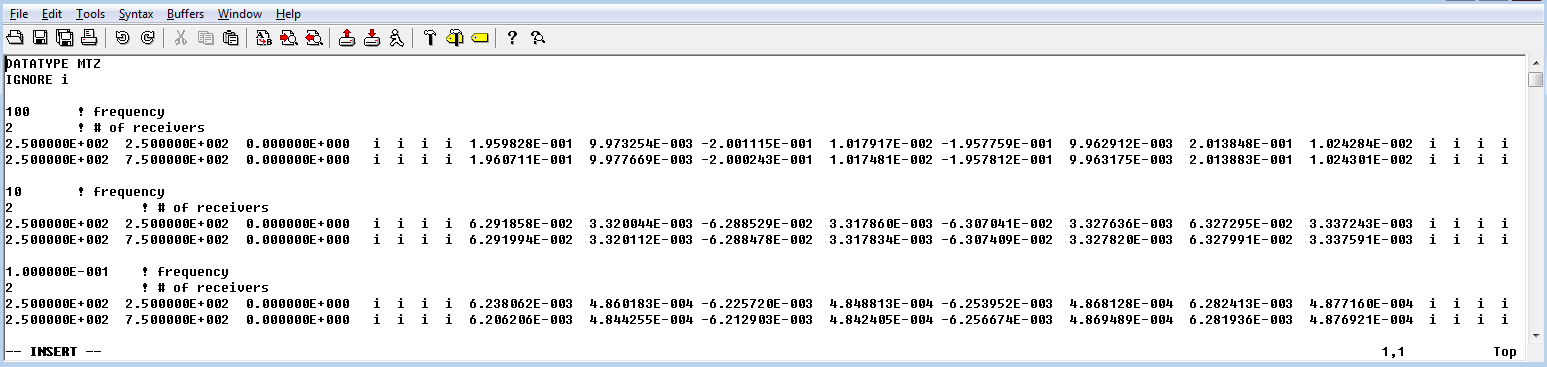 File Edit Tools Syntax Buffers Window Help
DATATYPE MTZ
IGNORE i
100 ! frequency
2 ! # of receivers
2.500000E+002 2.500000E+002 0.000000E+000 i i i i 1.959828E-001 9.973254E-003 -2.001115E-001 1.017917E-002 -1.957759E-001 9.962912E-003 2.013848E-001 1.024284E-002 i i i i
2.500000E+002 7.500000E+002 0.000000E+000 i i i i 1.960711E-001 9.977669E-003 -2.000243E-001 1.017481E-002 -1.957812E-001 9.963175E-003 2.013883E-001 1.024301E-002 i i i i
10 ! frequency
2 ! # of receivers
2.500000E+002 2.500000E+002 0.000000E+000 i i i i 6.291858E-002 3.320044E-003 -6.288529E-002 3.317860E-003 -6.307041E-002 3.327636E-003 6.327295E-002 3.337243E-003 i i i i
2.500000E+002 7.500000E+002 0.000000E+000 i i i i 6.291994E-002 3.320112E-003 -6.288478E-002 3.317834E-003 -6.307409E-002 3.327820E-003 6.327991E-002 3.337591E-003 i i i i
1.000000E-001 ! frequency
2 ! # of receivers
2.500000E+002 2.500000E+002 0.000000E+000 i i i i 6.238062E-003 4.860183E-004 -6.225720E-003 4.848813E-004 -6.253952E-003 4.868128E-004 6.282413E-003 4.877160E-004 i i i i
2.500000E+002 7.500000E+002 0.000000E+000 i i i i 6.206206E-003 4.844255E-004 -6.212903E-003 4.842405E-004 -6.256674E-003 4.869489E-004 6.281936E-003 4.876921E-004 i i i i
-- INSERT -- 1,1 Top